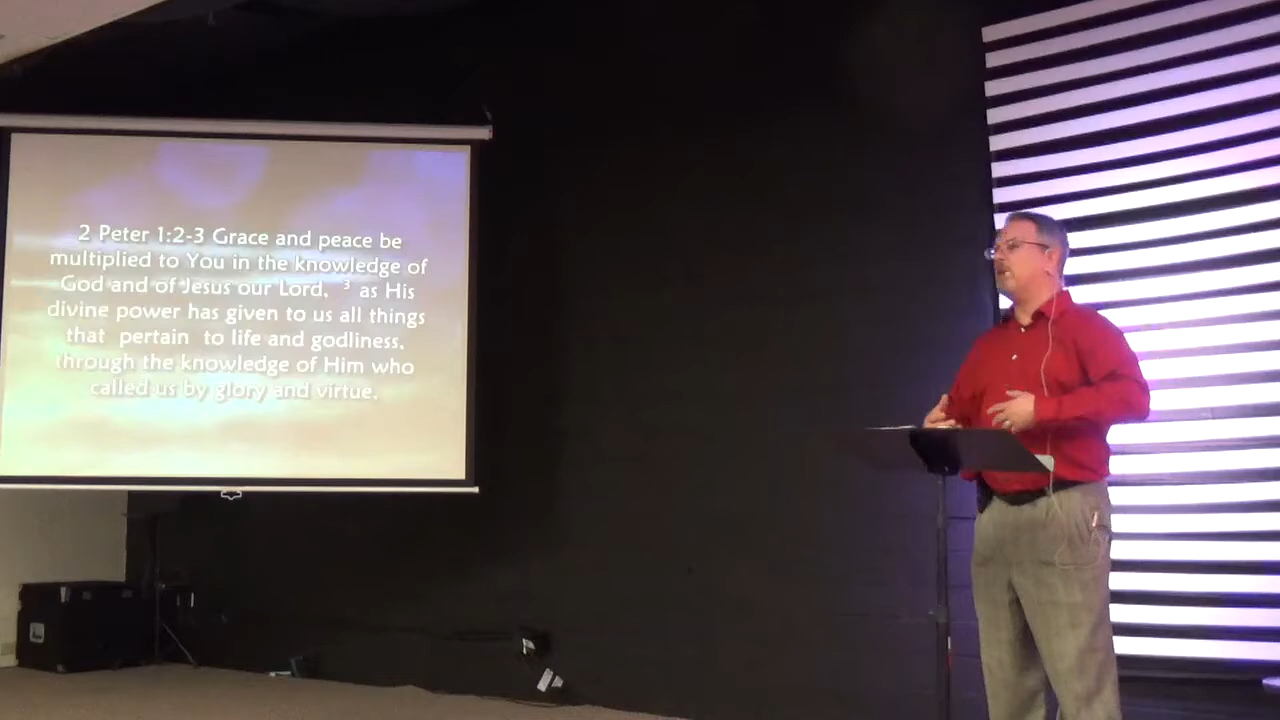 2 Peter 1:2-3 Grace and peace be
multiplied to You in the knowledge of
God and of Jesus our Lord, ³ as His
divine power has given to us all things
that pertain to life and godliness,
through the knowledge of Him who
called us by glory and virtue,